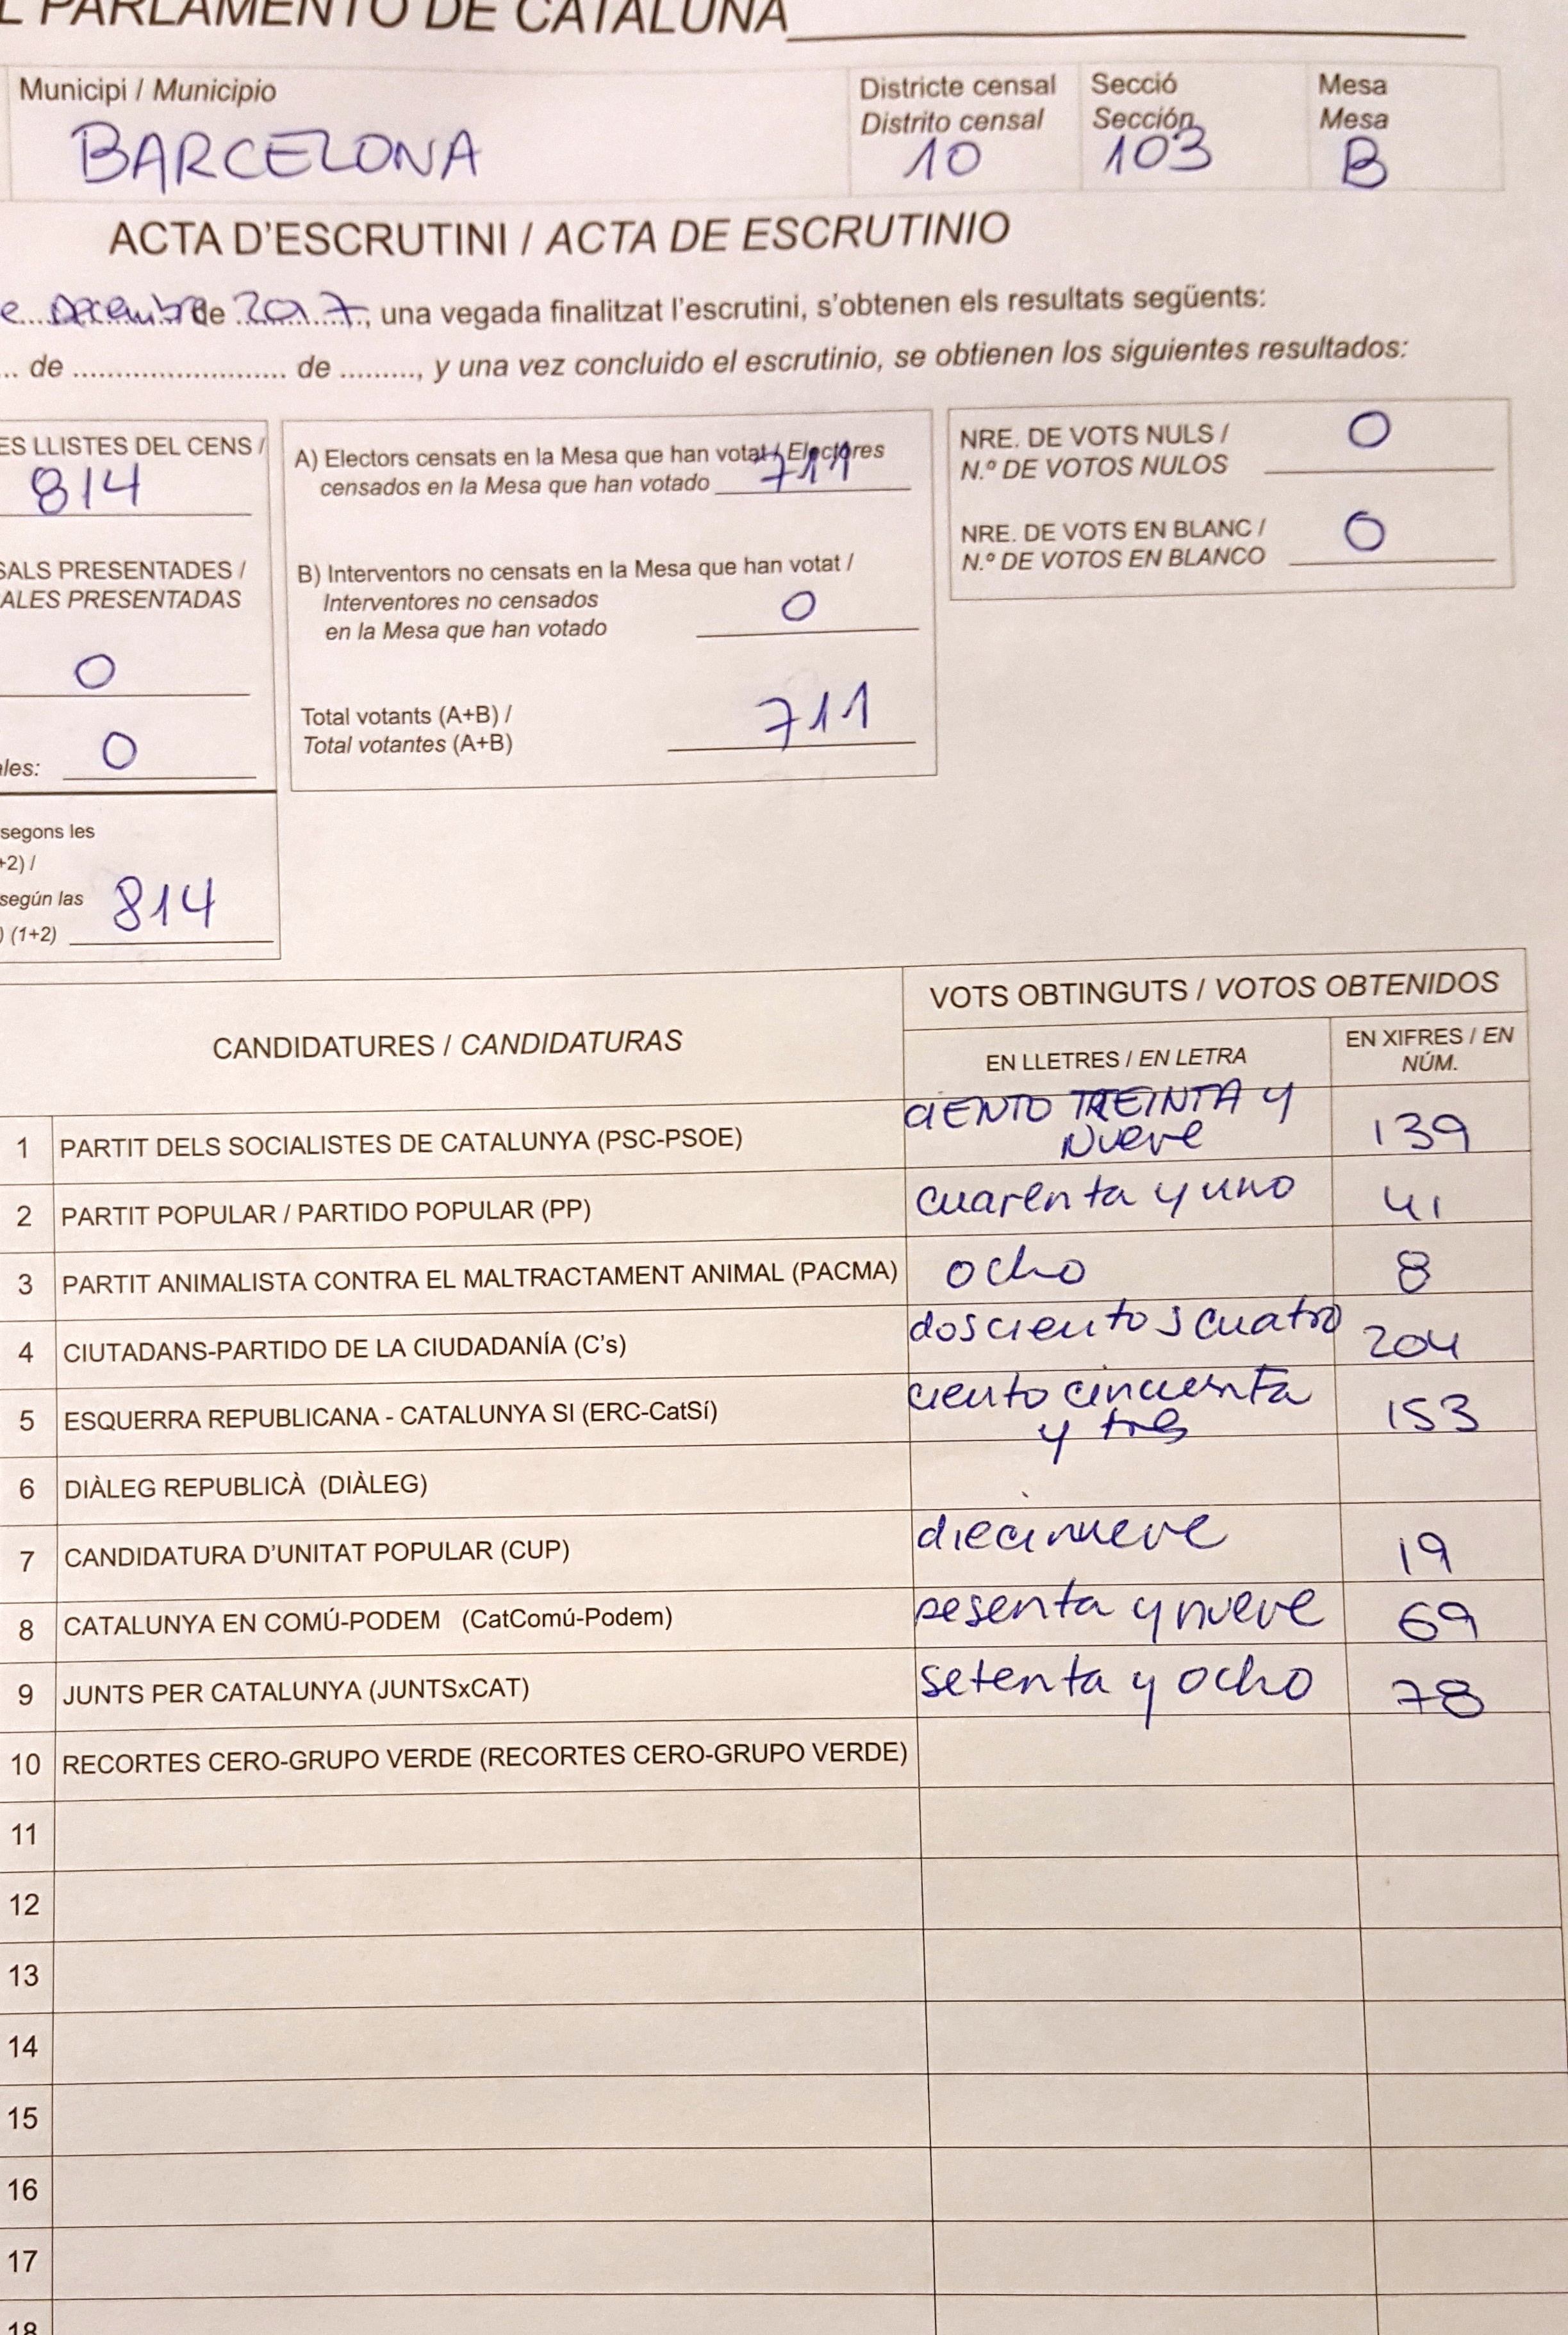 L PARLAMENTO DE CATALUÑA
Municipi / Municipio
BARCELONA
Districte censal
Distrito censal
10
Secció
Sección
103
Mesa
Mesa
B
ACTA D'ESCRUTINI / ACTA DE ESCRUTINIO
e Decembre de 2017, una vegada finalitzat l'escrutini, s'obtenen els resultats següents:
... de ........................ de ........., y una vez concluido el escrutinio, se obtienen los siguientes resultados:
ES LLISTES DEL CENS /
814
SALS PRESENTADES /
ALES PRESENTADAS
0
ales: 0
segons les
+2) /
según las
) (1+2) 814
A) Electors censats en la Mesa que han votat / Electores
censados en la Mesa que han votado 711
B) Interventors no censats en la Mesa que han votat /
Interventores no censados
en la Mesa que han votado 0
Total votants (A+B) /
Total votantes (A+B) 711
NRE. DE VOTS NULS /
N.º DE VOTOS NULOS 0
NRE. DE VOTS EN BLANC /
N.º DE VOTOS EN BLANCO 0
CANDIDATURES / CANDIDATURAS
VOTS OBTINGUTS / VOTOS OBTENIDOS
EN LLETRES / EN LETRA
EN XIFRES / EN
NÚM.
1 PARTIT DELS SOCIALISTES DE CATALUNYA (PSC-PSOE) CIENTO TREINTA Y
NUEVE 139
2 PARTIT POPULAR / PARTIDO POPULAR (PP) cuarenta y uno 41
3 PARTIT ANIMALISTA CONTRA EL MALTRACTAMENT ANIMAL (PACMA) ocho 8
4 CIUTADANS-PARTIDO DE LA CIUDADANÍA (C's) doscientos cuatro 204
5 ESQUERRA REPUBLICANA - CATALUNYA SI (ERC-CatSí) ciento cincuenta
y tres 153
6 DIÀLEG REPUBLICÀ (DIÀLEG)
7 CANDIDATURA D'UNITAT POPULAR (CUP) diecinueve 19
8 CATALUNYA EN COMÚ-PODEM (CatComú-Podem) sesenta y nueve 69
9 JUNTS PER CATALUNYA (JUNTSxCAT) setenta y ocho 78
10 RECORTES CERO-GRUPO VERDE (RECORTES CERO-GRUPO VERDE)
11
12
13
14
15
16
17
18